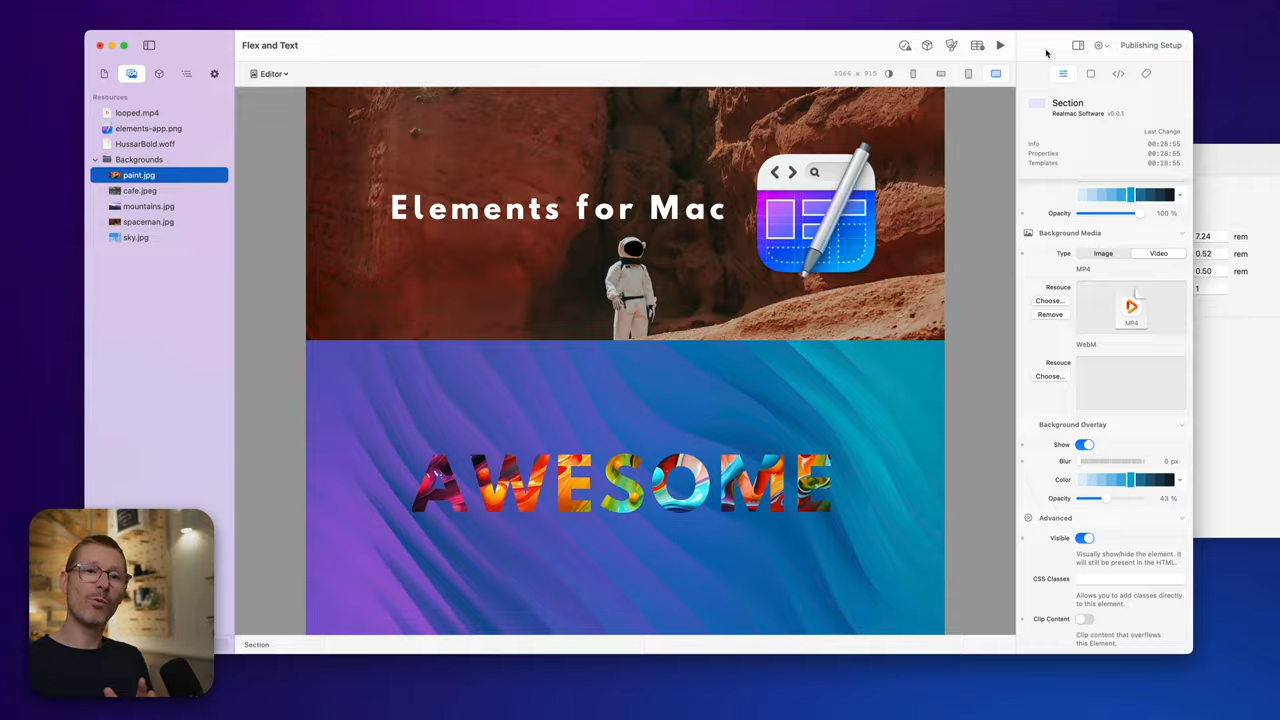 Flex and Text
Publishing Setup
Editor
1066 x 915
Resources
looped.mp4
elements-app.png
HussarBold.woff
Backgrounds
paint.jpg
cafe.jpeg
mountains.jpg
spaceman.jpg
sky.jpg
Elements for Mac
AWESOME
Section
Section
Realmac Software v0.0.1
Last Change
Info 00:28:55
Properties 00:28:55
Templates 00:28:55
Opacity 100 %
Background Media
Type Image Video
MP4
Resouce
Choose...
Remove
MP4
WebM
Resouce
Choose...
Background Overlay
Show
Blur 0 px
Color
Opacity 43 %
Advanced
Visible
Visually show/hide the element. It
will still be present in the HTML.
CSS Classes
Allows you to add classes directly
to this element.
Clip Content
Clip content that overflows
this Element.
7.24 rem
0.52 rem
0.50 rem
1